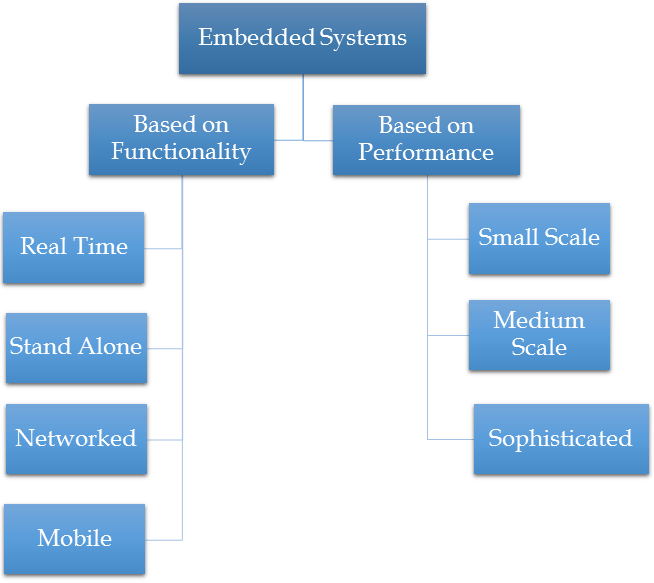 Embedded Systems
Based on
Functionality
Based on
Performance
Real Time
Stand Alone
Networked
Mobile
Small Scale
Medium
Scale
Sophisticated